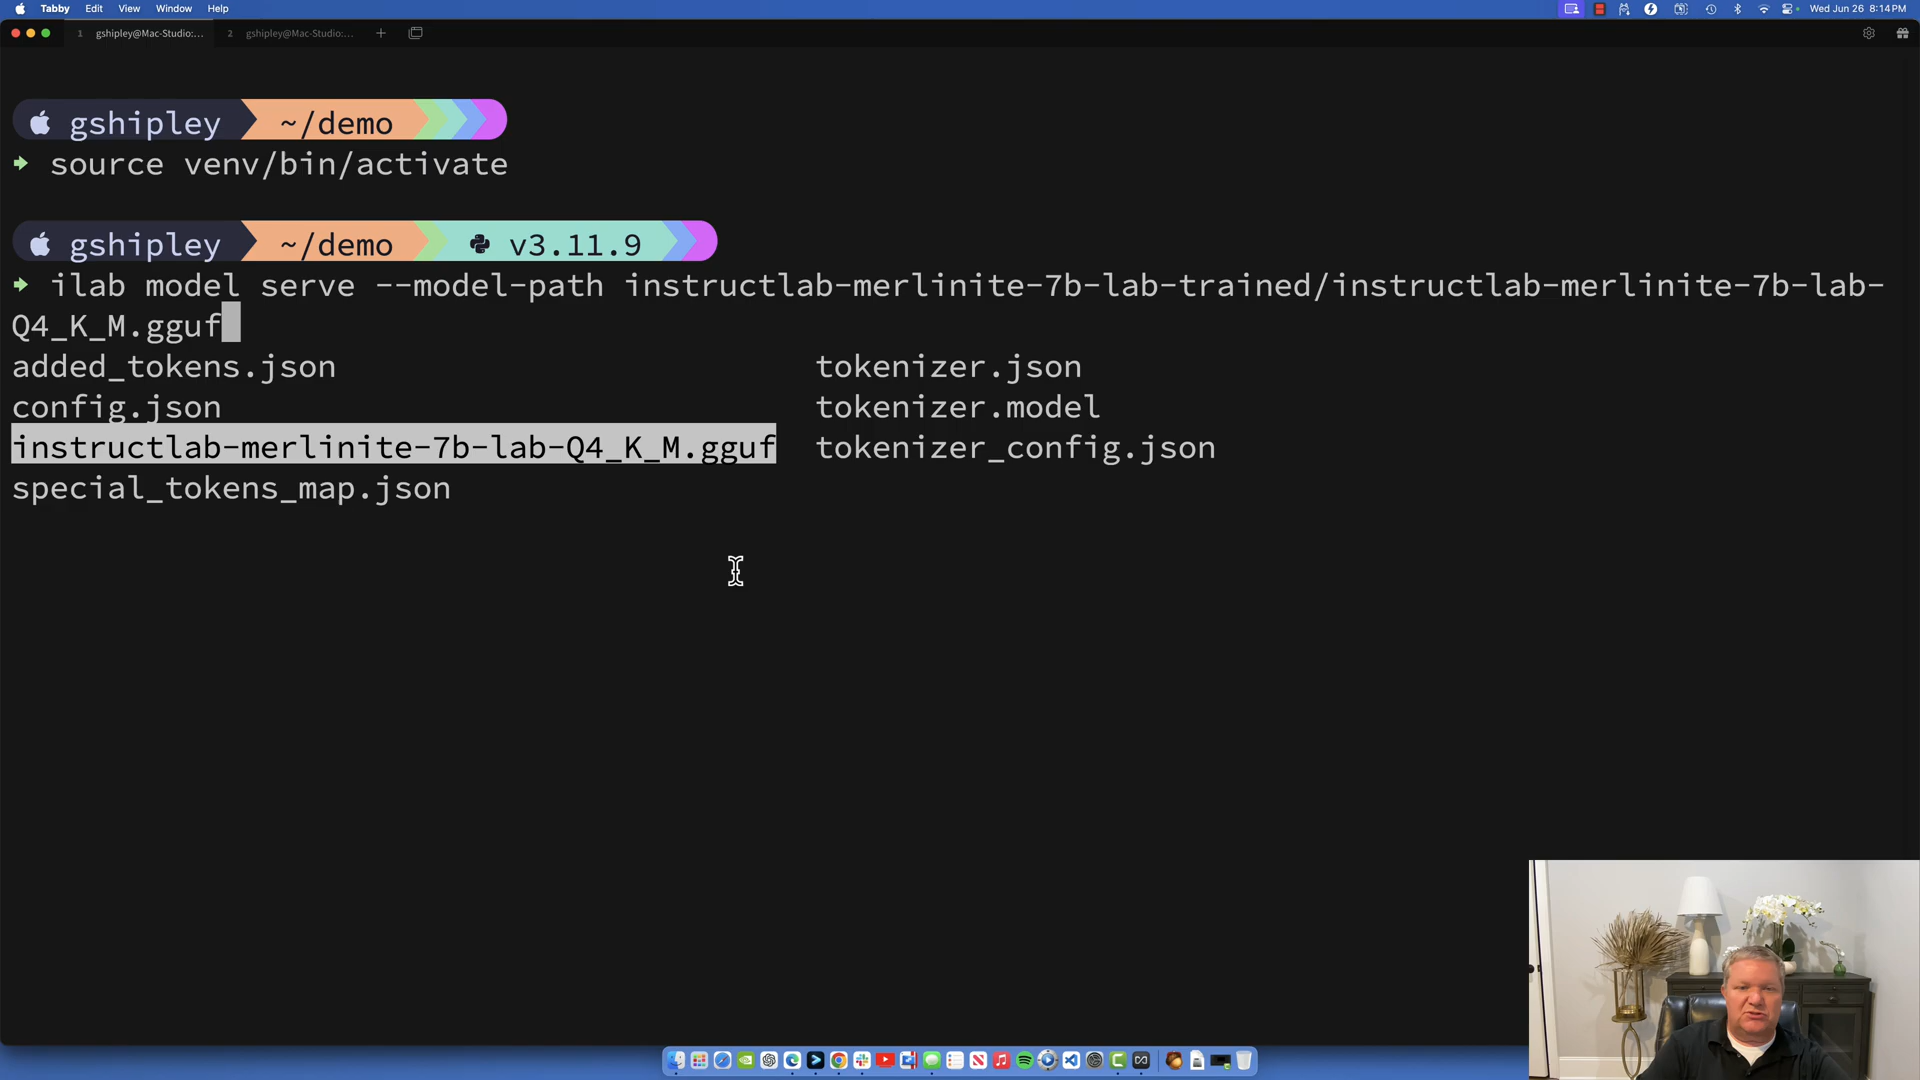 Tabby Edit View Window Help Wed Jun 26 8:14 PM
1 gshipley@Mac-Studio:... 2 gshipley@Mac-Studio:...
gshipley ~/demo
source venv/bin/activate
gshipley ~/demo v3.11.9
ilab model serve --model-path instructlab-merlinite-7b-lab-trained/instructlab-merlinite-7b-lab-
Q4_K_M.gguf
added_tokens.json tokenizer.json
config.json tokenizer.model
instructlab-merlinite-7b-lab-Q4_K_M.gguf tokenizer_config.json
special_tokens_map.json